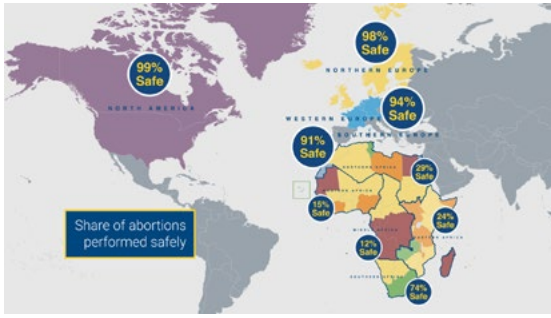 99%
Safe
NORTH AMERICA
98%
Safe
NORTHERN EUROPE
94%
Safe
WESTERN EUROPE
SOUTHERN EUROPE
91%
Safe
NORTHERN AFRICA
29%
Safe
WESTERN AFRICA
15%
Safe
24%
Safe
MIDDLE AFRICA
EASTERN AFRICA
12%
Safe
SOUTHERN AFRICA
74%
Safe
Share of abortions
performed safely